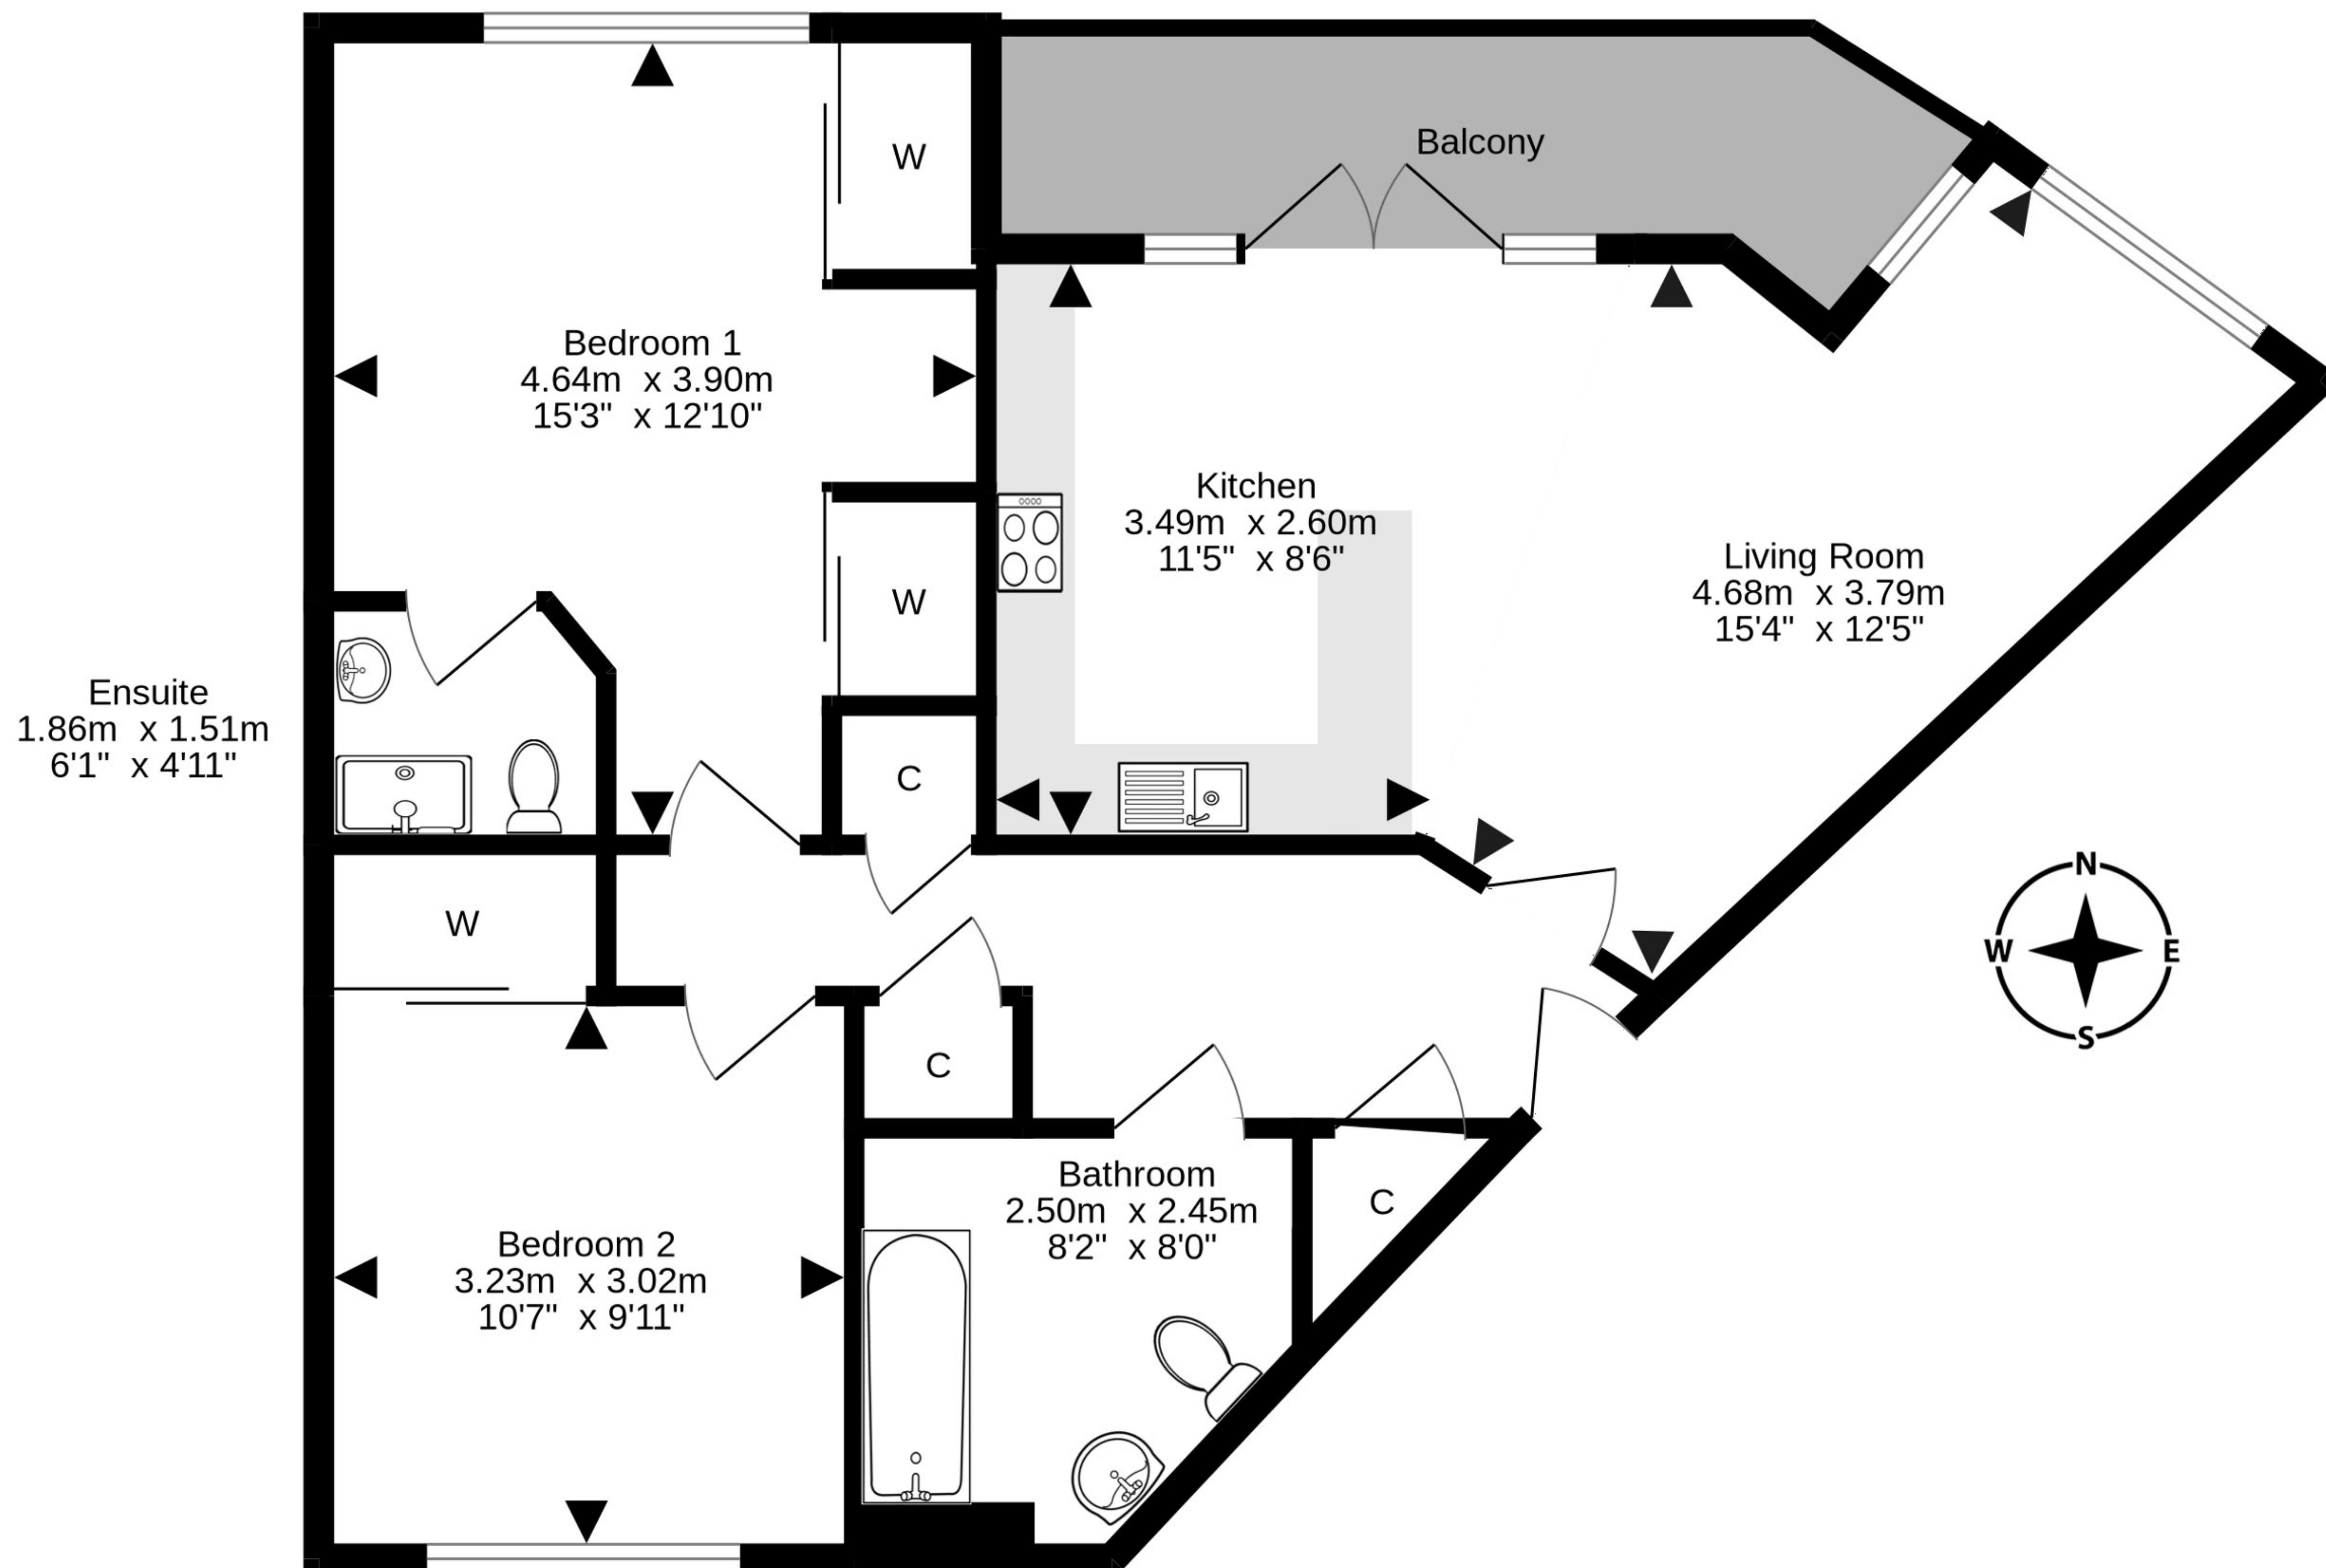 Balcony
W
Bedroom 1
4.64m x 3.90m
15'3" x 12'10"
Kitchen
3.49m x 2.60m
11'5" x 8'6"
Living Room
4.68m x 3.79m
15'4" x 12'5"
W
Ensuite
1.86m x 1.51m
6'1" x 4'11"
C
W
N
W E
S
C
Bathroom
2.50m x 2.45m
8'2" x 8'0"
C
Bedroom 2
3.23m x 3.02m
10'7" x 9'11"